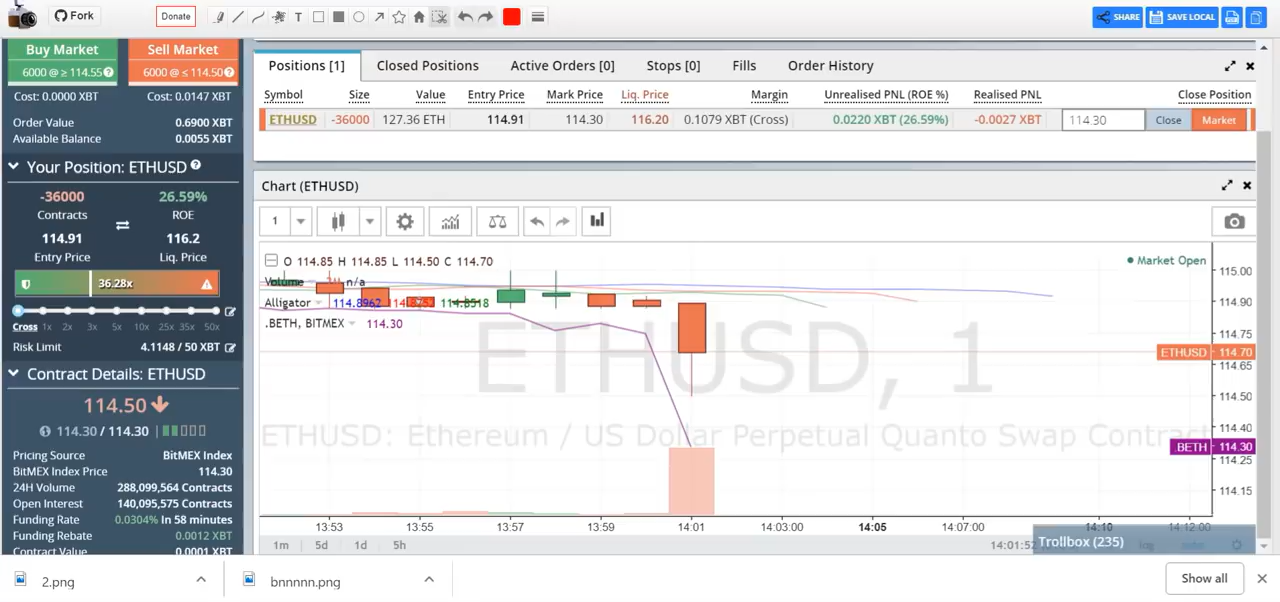 Fork
Donate
T
SHARE
SAVE LOCAL
Buy Market
6000 @ ≥ 114.55
Sell Market
6000 @ ≤ 114.50
Cost: 0.0000 XBT
Cost: 0.0147 XBT
Order Value 0.6900 XBT
Available Balance 0.0055 XBT
Your Position: ETHUSD
-36000
26.59%
Contracts
ROE
114.91
116.2
Entry Price
Liq. Price
36.28x
Cross 1x 2x 3x 5x 10x 25x 35x 50x
Risk Limit 4.1148 / 50 XBT
Contract Details: ETHUSD
114.50
114.30 / 114.30
Pricing Source BitMEX Index
BitMEX Index Price 114.30
24H Volume 288,099,564 Contracts
Open Interest 140,095,575 Contracts
Funding Rate 0.0304% In 58 minutes
Funding Rebate 0.0012 XBT
Contract Value 0.0001 XBT
Positions [1] Closed Positions Active Orders [0] Stops [0] Fills Order History
Symbol Size Value Entry Price Mark Price Liq. Price Margin Unrealised PNL (ROE %) Realised PNL Close Position
ETHUSD -36000 127.36 ETH 114.91 114.30 116.20 0.1079 XBT (Cross) 0.0220 XBT (26.59%) -0.0027 XBT 114.30 Close Market
Chart (ETHUSD)
1
O 114.85 H 114.85 L 114.50 C 114.70
Market Open
Volume n/a
Alligator 114.8962 114.8518
.BETH, BITMEX 114.30
ETHUSD, 1
ETHUSD: Ethereum / US Dollar Perpetual Quanto Swap Contract
115.00
114.90
114.75
ETHUSD 114.70
114.65
114.50
114.40
.BETH 114.30
114.25
114.15
13:53 13:55 13:57 13:59 14:01 14:03:00 14:05 14:07:00 14:10 14:12:00
1m 5d 1d 5h
14:01:52
Trollbox (235)
log
auto
2.png
bnnnnn.png
Show all